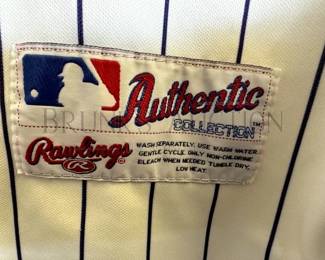 Authentic
COLLECTION
Rawlings
R
WASH SEPARATELY. USE WARM WATER.
GENTLE CYCLE. ONLY NON-CHLORINE
BLEACH WHEN NEEDED. TUMBLE DRY.
LOW HEAT.